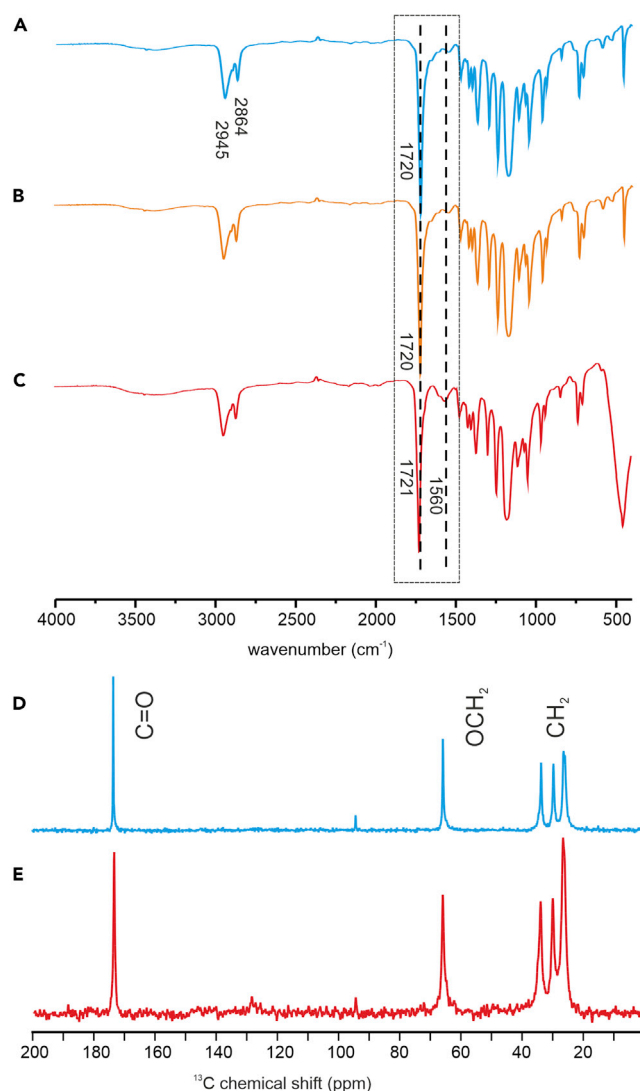 A
2945
2864
1720
B
1720
C
1721
1560
4000 3500 3000 2500 2000 1500 1000 500
wavenumber (cm⁻¹)
D
C=O
OCH₂
CH₂
E
200 180 160 140 120 100 80 60 40 20
¹³C chemical shift (ppm)